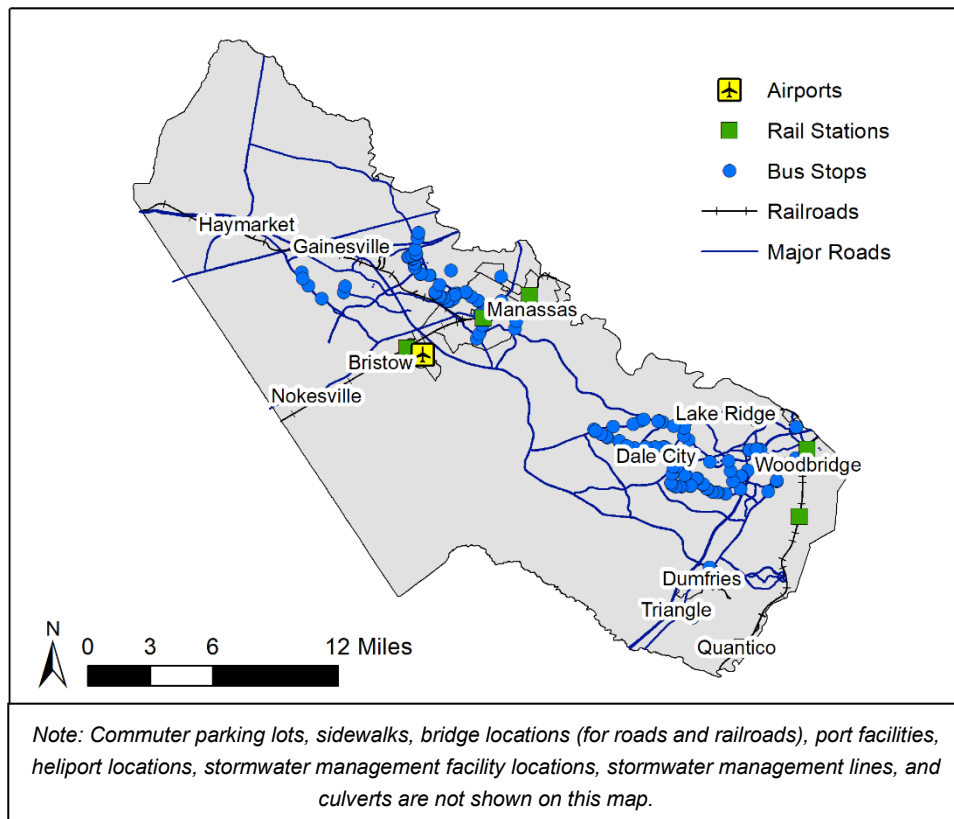 Airports
Rail Stations
Bus Stops
Railroads
Major Roads
Haymarket
Gainesville
Manassas
Bristow
Nokesville
Lake Ridge
Dale City
Woodbridge
Dumfries
Triangle
Quantico
N
0 3 6 12 Miles
Note: Commuter parking lots, sidewalks, bridge locations (for roads and railroads), port facilities,
heliport locations, stormwater management facility locations, stormwater management lines, and
culverts are not shown on this map.